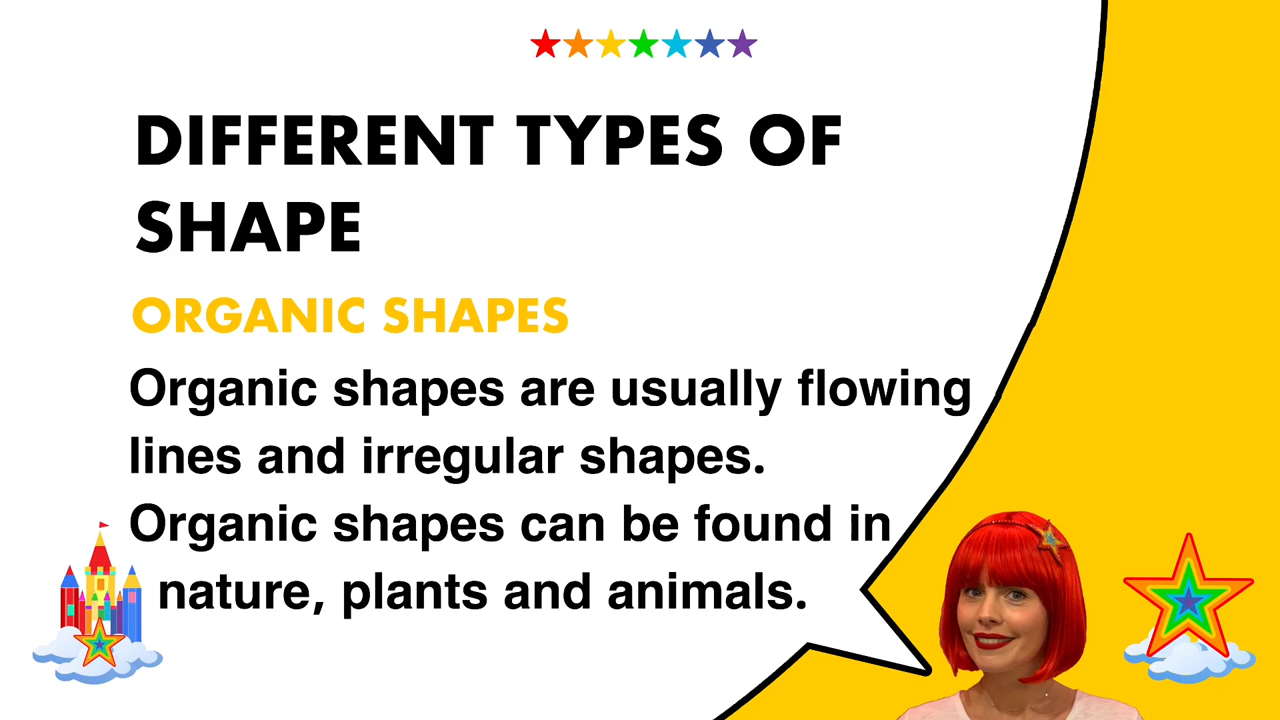 DIFFERENT TYPES OF
SHAPE
ORGANIC SHAPES
Organic shapes are usually flowing
lines and irregular shapes.
Organic shapes can be found in
nature, plants and animals.